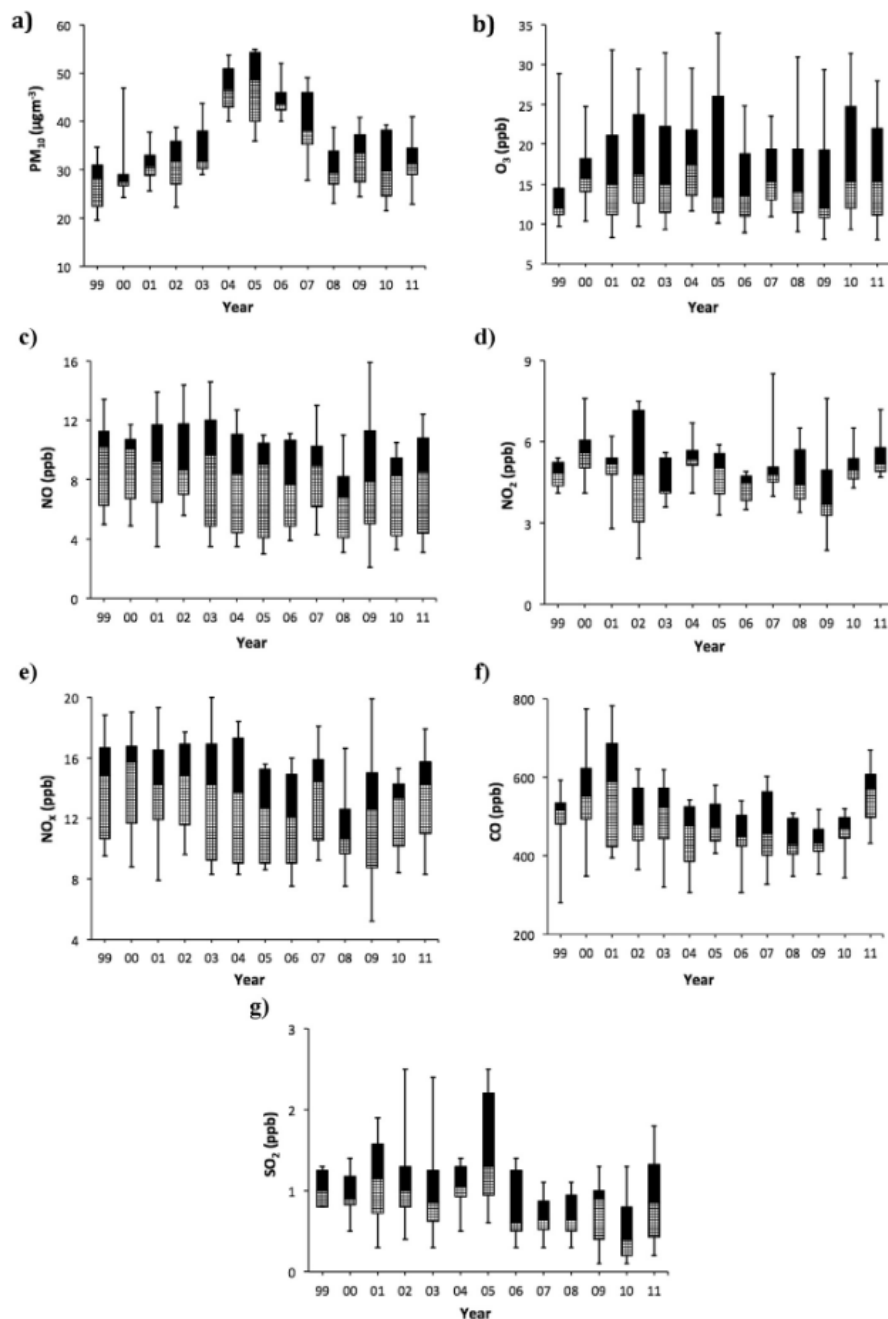 a)
PM10 (µgm-3)
60
50
40
30
20
10
99 00 01 02 03 04 05 06 07 08 09 10 11
Year
b)
O3 (ppb)
35
30
25
20
15
10
5
99 00 01 02 03 04 05 06 07 08 09 10 11
Year
c)
NO (ppb)
16
12
8
4
0
99 00 01 02 03 04 05 06 07 08 09 10 11
Year
d)
NO2 (ppb)
9
6
3
0
99 00 01 02 03 04 05 06 07 08 09 10 11
Year
e)
NOX (ppb)
20
16
12
8
4
99 00 01 02 03 04 05 06 07 08 09 10 11
Year
f)
CO (ppb)
800
600
400
200
99 00 01 02 03 04 05 06 07 08 09 10 11
Year
g)
SO2 (ppb)
3
2
1
0
99 00 01 02 03 04 05 06 07 08 09 10 11
Year